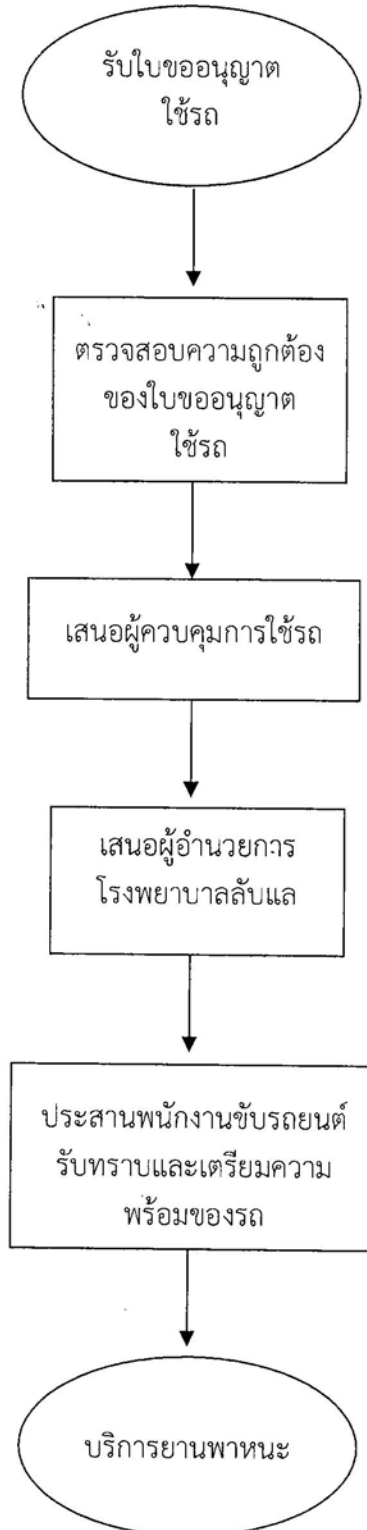 รับใบขออนุญาต
ใช้รถ
ตรวจสอบความถูกต้อง
ของใบขออนุญาต
ใช้รถ
เสนอผู้ควบคุมการใช้รถ
เสนอผู้อำนวยการ
โรงพยาบาลลับแล
ประสานพนักงานขับรถยนต์
รับทราบและเตรียมความ
พร้อมของรถ
บริการยานพาหนะ